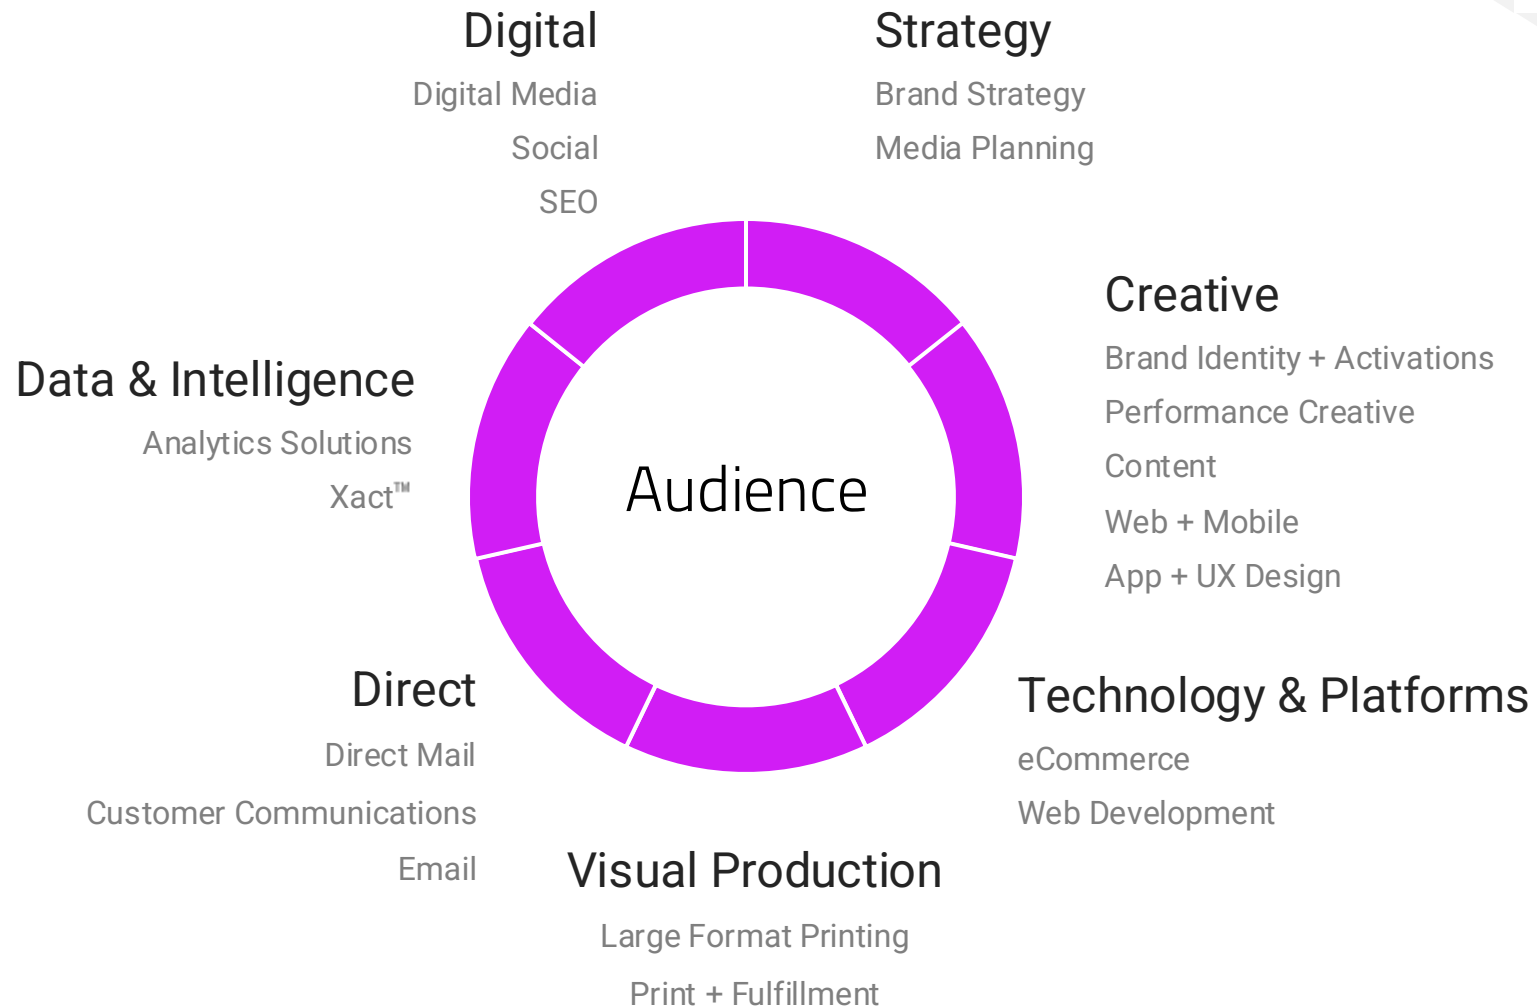 Digital
Digital Media
Social
SEO
Strategy
Brand Strategy
Media Planning
Creative
Brand Identity + Activations
Performance Creative
Content
Web + Mobile
App + UX Design
Data & Intelligence
Analytics Solutions
Xact™
Audience
Direct
Direct Mail
Customer Communications
Email
Technology & Platforms
eCommerce
Web Development
Visual Production
Large Format Printing
Print + Fulfillment